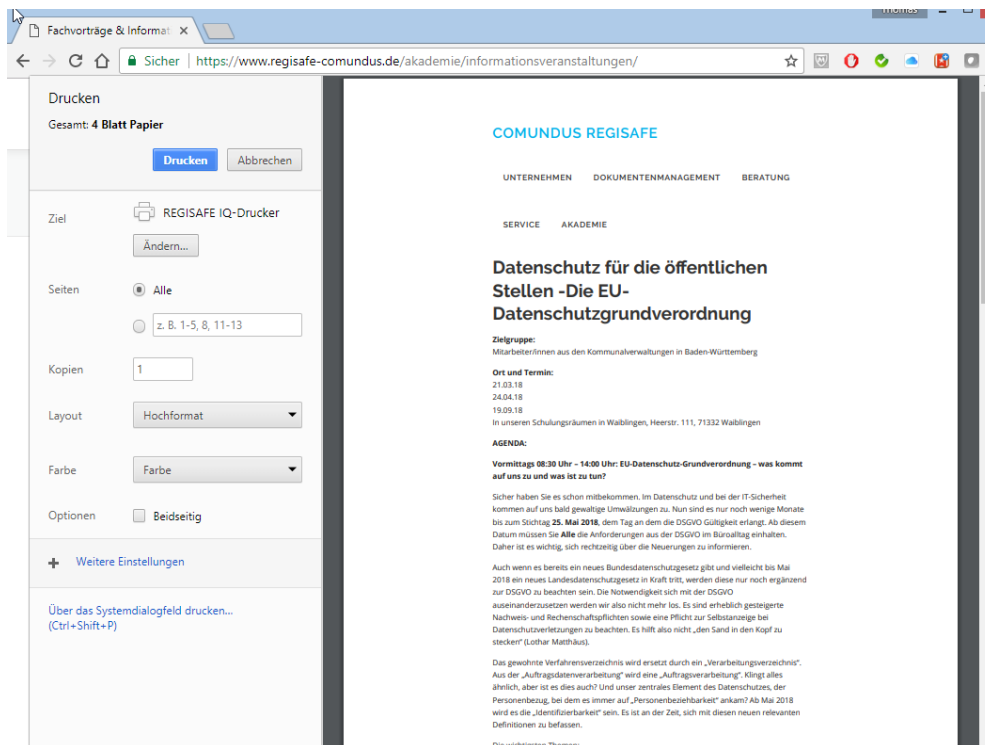 Thomas
Fachvorträge & Informati
Sicher | https://www.regisafe-comundus.de/akademie/informationsveranstaltungen/
Drucken
Gesamt: 4 Blatt Papier
Drucken Abbrechen
Ziel REGISAFE IQ-Drucker
Ändern...
Seiten Alle
z. B. 1-5, 8, 11-13
Kopien 1
Layout Hochformat
Farbe Farbe
Optionen Beidseitig
+ Weitere Einstellungen
Über das Systemdialogfeld drucken...
(Ctrl+Shift+P)
COMUNDUS REGISAFE
UNTERNEHMEN DOKUMENTENMANAGEMENT BERATUNG
SERVICE AKADEMIE
Datenschutz für die öffentlichen
Stellen -Die EU-
Datenschutzgrundverordnung
Zielgruppe:
Mitarbeiter/innen aus den Kommunalverwaltungen in Baden-Württemberg
Ort und Termin:
21.03.18
24.04.18
19.09.18
In unseren Schulungsräumen in Waiblingen, Heerstr. 111, 71332 Waiblingen
AGENDA:
Vormittags 08:30 Uhr – 14:00 Uhr: EU-Datenschutz-Grundverordnung – was kommt
auf uns zu und was ist zu tun?
Sicher haben Sie es schon mitbekommen. Im Datenschutz und bei der IT-Sicherheit
kommen auf uns bald gewaltige Umwälzungen zu. Nun sind es nur noch wenige Monate
bis zum Stichtag 25. Mai 2018, dem Tag an dem die DSGVO Gültigkeit erlangt. Ab diesem
Datum müssen Sie Alle die Anforderungen aus der DSGVO im Büroalltag einhalten.
Daher ist es wichtig, sich rechtzeitig über die Neuerungen zu informieren.
Auch wenn es bereits ein neues Bundesdatenschutzgesetz gibt und vielleicht bis Mai
2018 ein neues Landesdatenschutzgesetz in Kraft tritt, werden diese nur noch ergänzend
zur DSGVO zu beachten sein. Die Notwendigkeit sich mit der DSGVO
auseinanderzusetzen werden wir also nicht mehr los. Es sind erheblich gesteigerte
Nachweis- und Rechenschaftspflichten sowie eine Pflicht zur Selbstanzeige bei
Datenschutzverletzungen zu beachten. Es hilft also nicht „den Sand in den Kopf zu
stecken“ (Lothar Matthäus).
Das gewohnte Verfahrensverzeichnis wird ersetzt durch ein „Verarbeitungsverzeichnis“.
Aus der „Auftragsdatenverarbeitung“ wird eine „Auftragsverarbeitung“. Klingt alles
ähnlich, aber ist es dies auch? Und unser zentrales Element des Datenschutzes, der
Personenbezug, bei dem es immer auf „Personenbeziehbarkeit“ ankam? Ab Mai 2018
wird es die „Identifizierbarkeit“ sein. Es ist an der Zeit, sich mit diesen neuen relevanten
Definitionen zu befassen.
Die wichtigsten Themen: